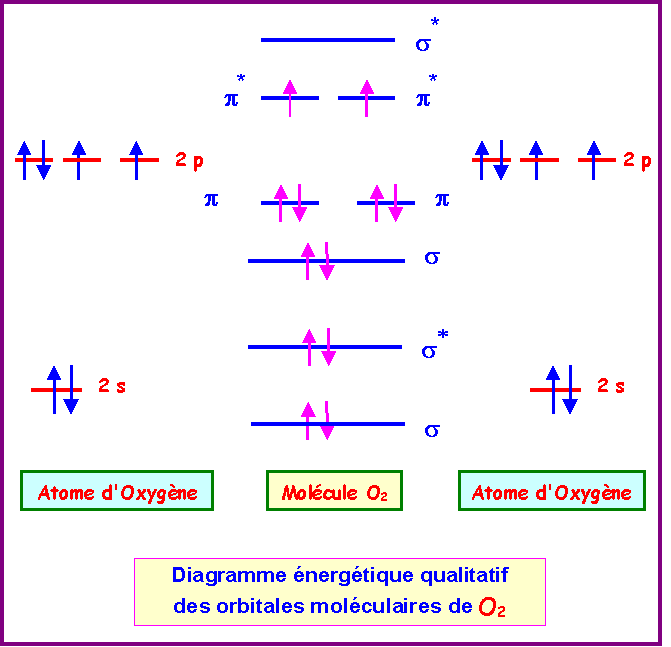 σ*
π* π*
2 p 2 p
π π
σ
σ*
2 s 2 s
σ
Atome d'Oxygène Molécule O₂ Atome d'Oxygène
Diagramme énergétique qualitatif
des orbitales moléculaires de O₂